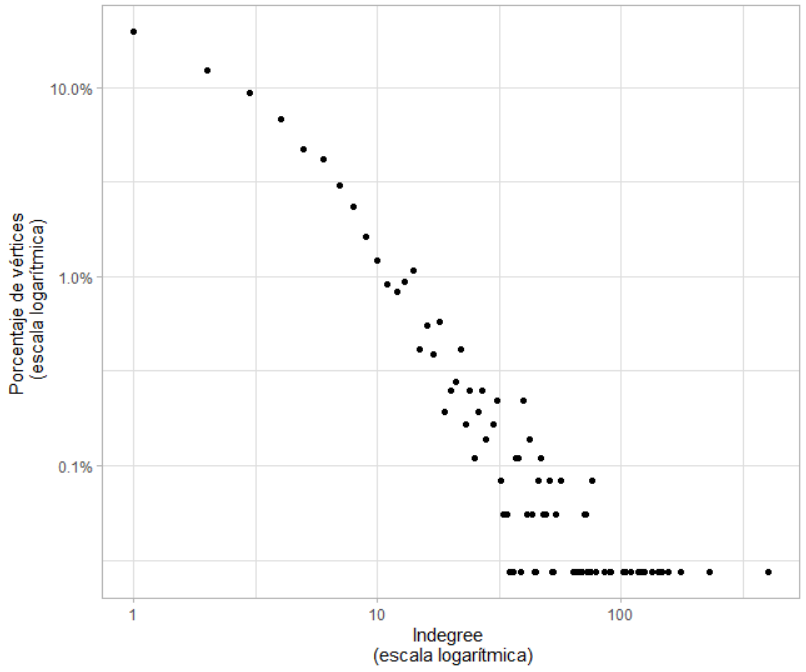 10.0%
1.0%
0.1%
Porcentaje de vértices
(escala logarítmica)
1
10
100
Indegree
(escala logarítmica)